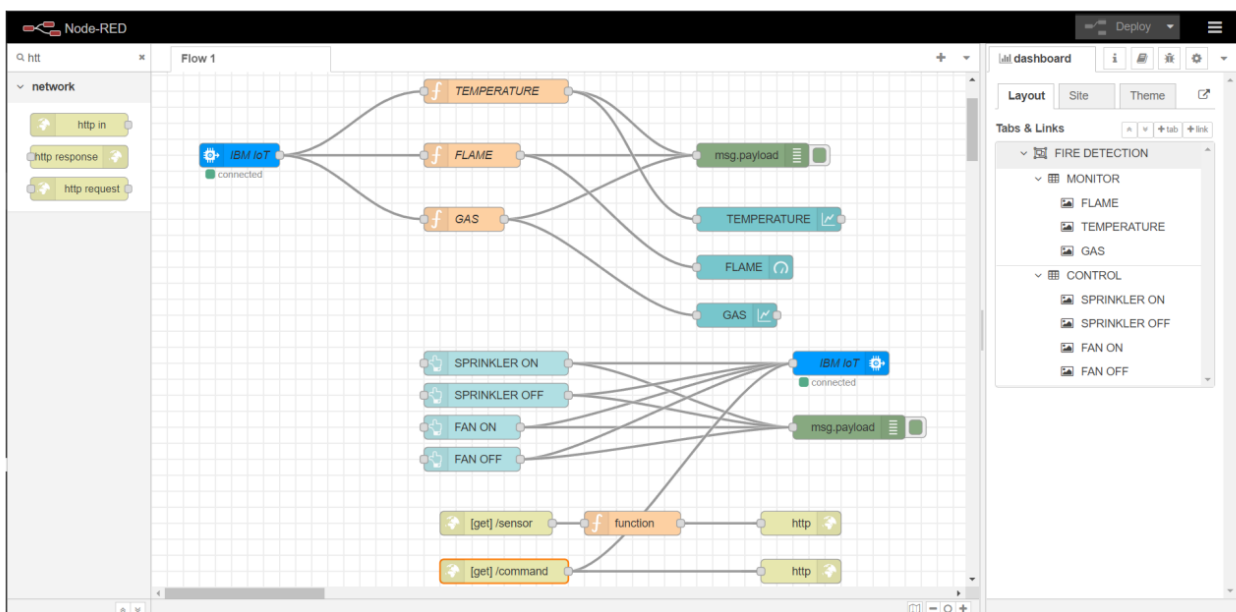 Node-RED
Deploy
htt
network
http in
http response
http request
Flow 1
TEMPERATURE
IBM IoT
connected
FLAME
GAS
msg.payload
TEMPERATURE
FLAME
GAS
SPRINKLER ON
SPRINKLER OFF
FAN ON
FAN OFF
IBM IoT
connected
msg.payload
[get] /sensor
function
http
[get] /command
http
dashboard
Layout Site Theme
Tabs & Links
+tab +link
FIRE DETECTION
MONITOR
FLAME
TEMPERATURE
GAS
CONTROL
SPRINKLER ON
SPRINKLER OFF
FAN ON
FAN OFF